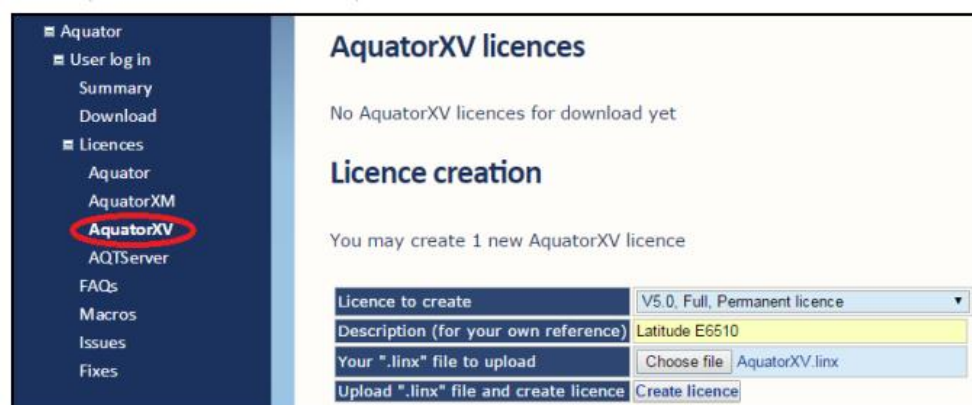 Aquator
User log in
Summary
Download
Licences
Aquator
AquatorXM
AquatorXV
AQTServer
FAQs
Macros
Issues
Fixes
AquatorXV licences
No AquatorXV licences for download yet
Licence creation
You may create 1 new AquatorXV licence
Licence to create V5.0, Full, Permanent licence
Description (for your own reference) Latitude E6510
Your ".linx" file to upload Choose file AquatorXV.linx
Upload ".linx" file and create licence Create licence